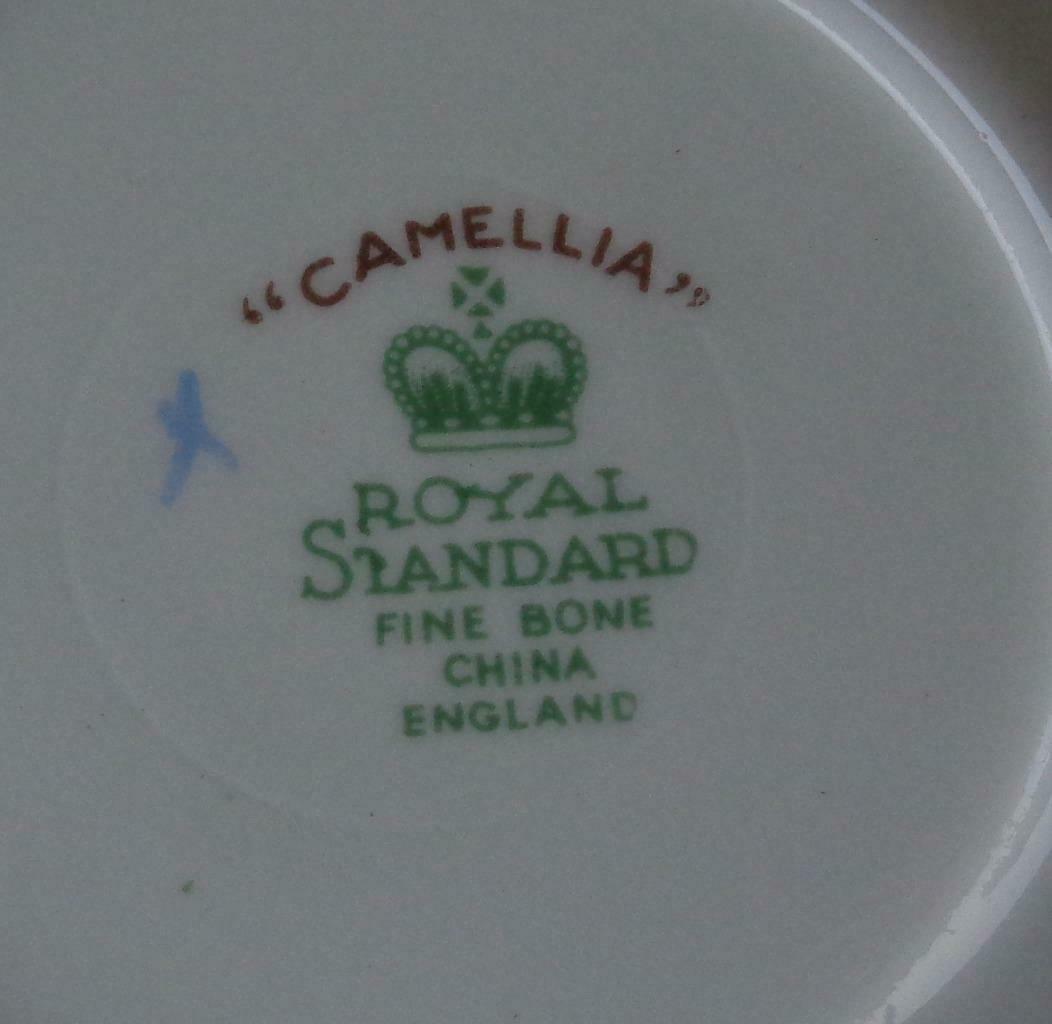 “CAMELLIA”
ROYAL
STANDARD
FINE BONE
CHINA
ENGLAND